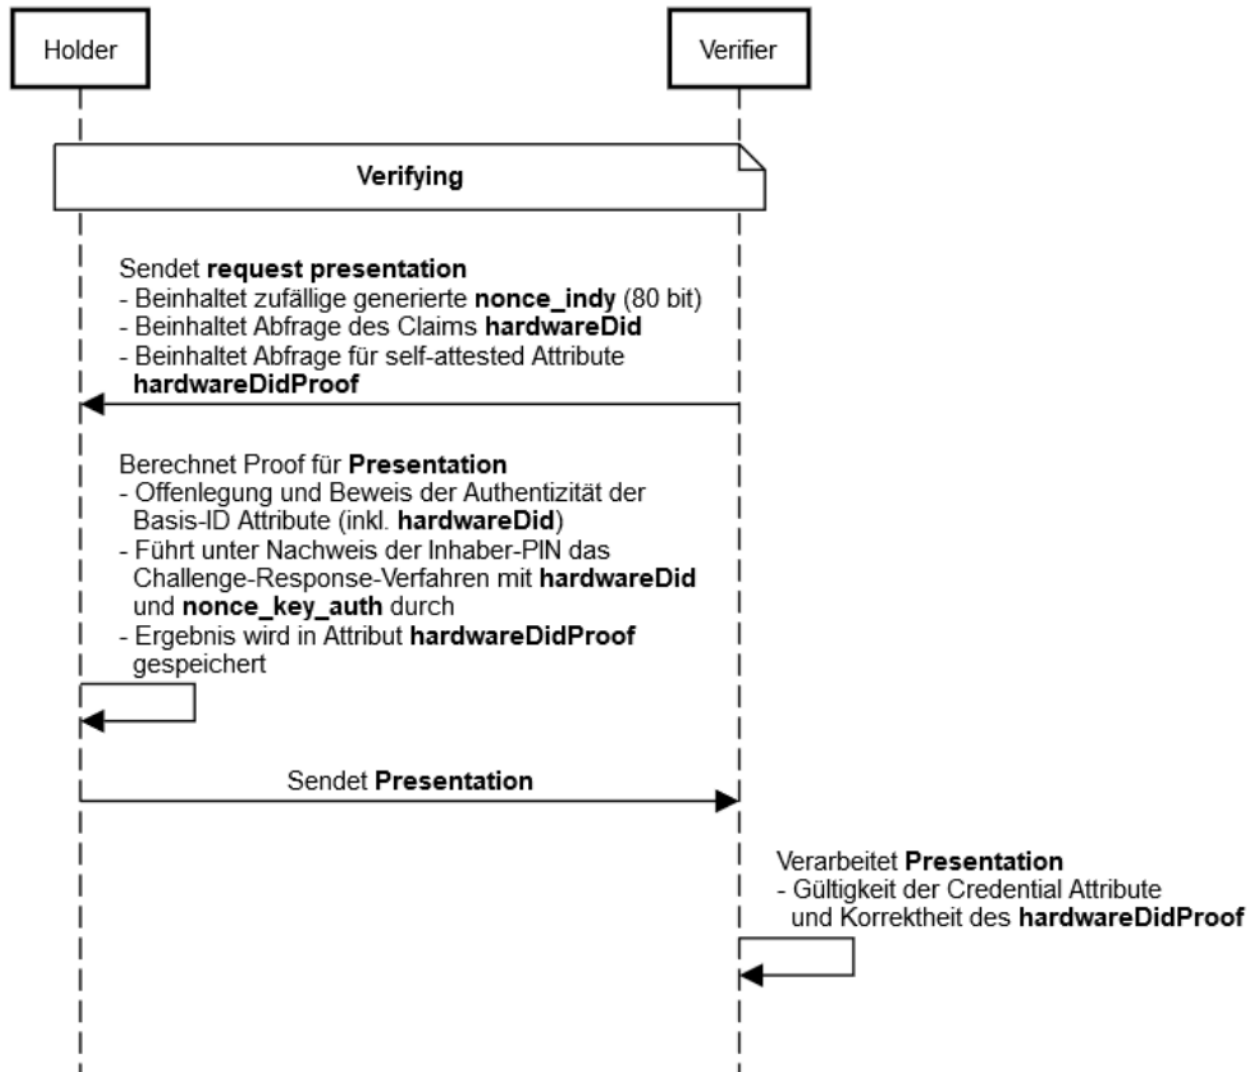 Holder
Verifier
Verifying
Sendet request presentation
- Beinhaltet zufällige generierte nonce_indy (80 bit)
- Beinhaltet Abfrage des Claims hardwareDid
- Beinhaltet Abfrage für self-attested Attribute
hardwareDidProof
Berechnet Proof für Presentation
- Offenlegung und Beweis der Authentizität der
Basis-ID Attribute (inkl. hardwareDid)
- Führt unter Nachweis der Inhaber-PIN das
Challenge-Response-Verfahren mit hardwareDid
und nonce_key_auth durch
- Ergebnis wird in Attribut hardwareDidProof
gespeichert
Sendet Presentation
Verarbeitet Presentation
- Gültigkeit der Credential Attribute
und Korrektheit des hardwareDidProof